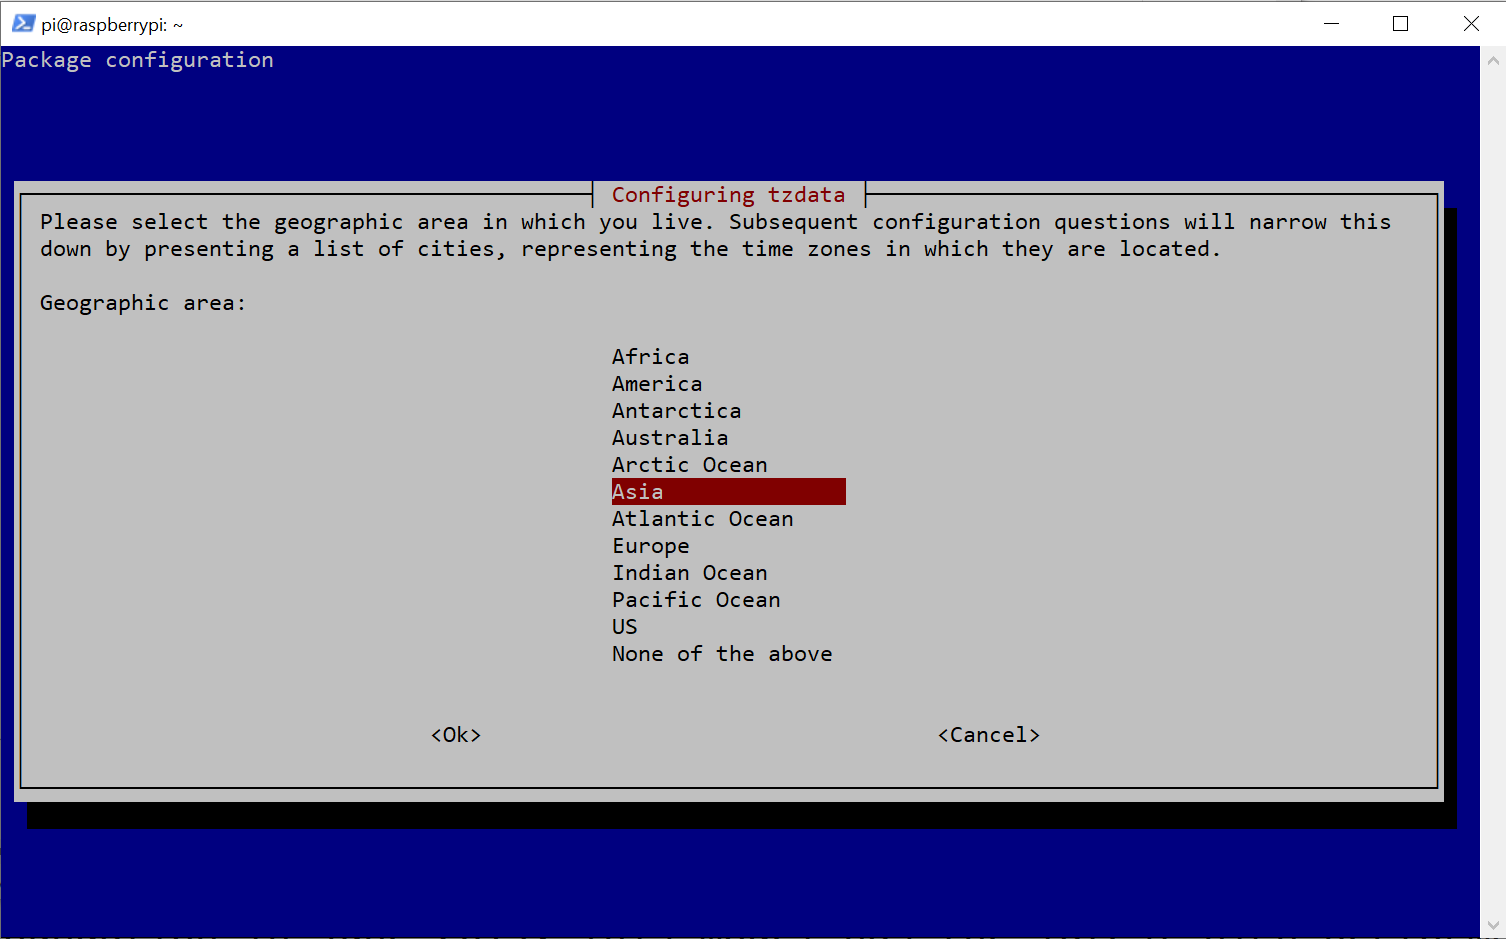 pi@raspberrypi: ~
Package configuration
Configuring tzdata
Please select the geographic area in which you live. Subsequent configuration questions will narrow this
down by presenting a list of cities, representing the time zones in which they are located.
Geographic area:
Africa
America
Antarctica
Australia
Arctic Ocean
Asia
Atlantic Ocean
Europe
Indian Ocean
Pacific Ocean
US
None of the above
<Ok> <Cancel>